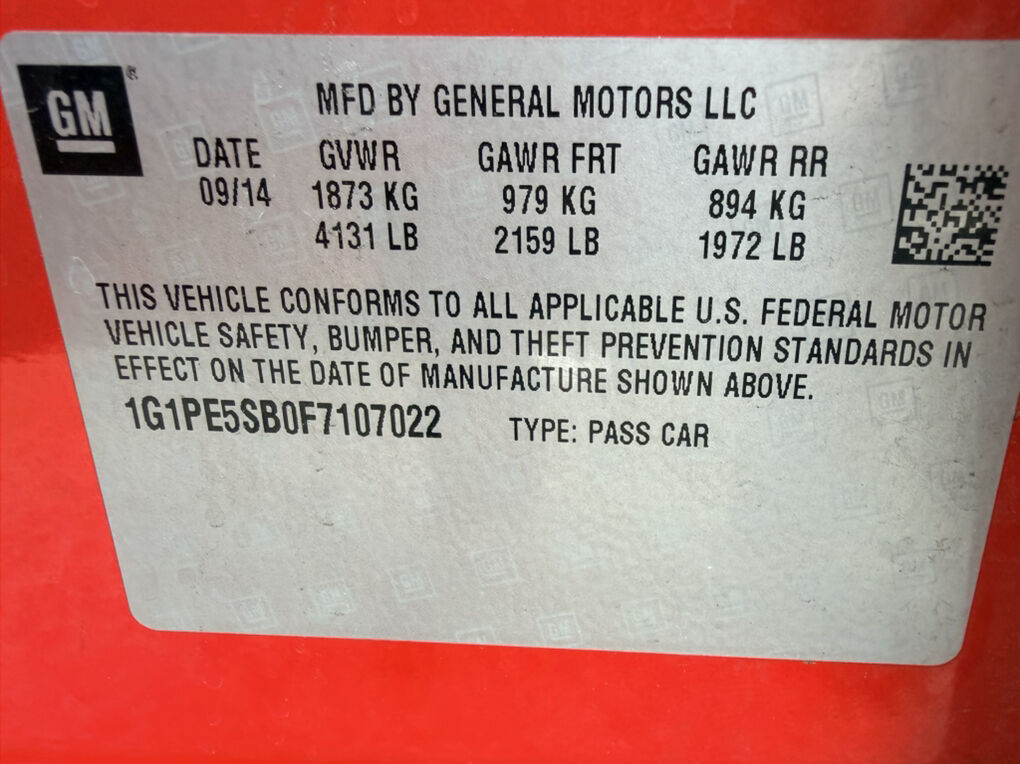 GM
MFD BY GENERAL MOTORS LLC
DATE GVWR GAWR FRT GAWR RR
09/14 1873 KG 979 KG 894 KG
4131 LB 2159 LB 1972 LB
THIS VEHICLE CONFORMS TO ALL APPLICABLE U.S. FEDERAL MOTOR
VEHICLE SAFETY, BUMPER, AND THEFT PREVENTION STANDARDS IN
EFFECT ON THE DATE OF MANUFACTURE SHOWN ABOVE.
1G1PE5SB0F7107022 TYPE: PASS CAR